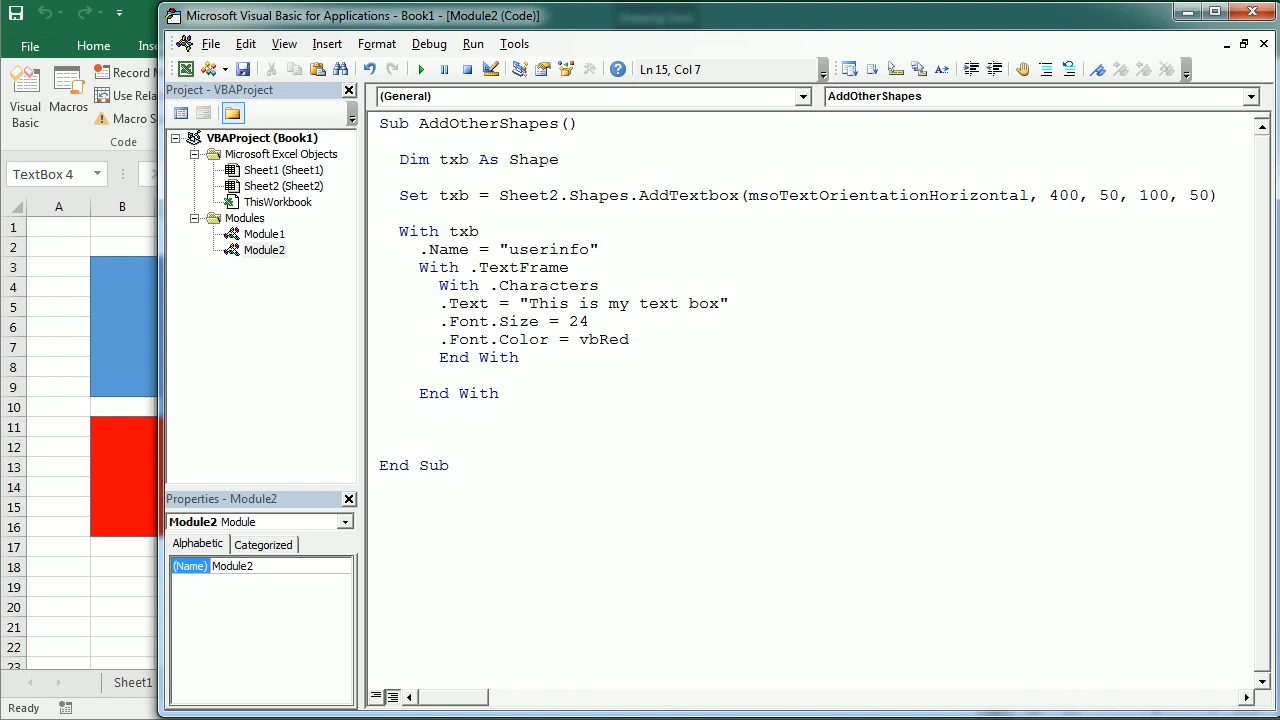 Microsoft Visual Basic for Applications - Book1 - [Module2 (Code)]
File Home
File Edit View Insert Format Debug Run Tools
Ln 15, Col 7
Record
Use Rela
Macro S
Visual Basic
Macros
Code
TextBox 4
Project - VBAProject
VBAProject (Book1)
Microsoft Excel Objects
Sheet1 (Sheet1)
Sheet2 (Sheet2)
ThisWorkbook
Modules
Module1
Module2
Properties - Module2
Module2 Module
Alphabetic Categorized
(Name) Module2
(General) AddOtherShapes
Sub AddOtherShapes()
Dim txb As Shape
Set txb = Sheet2.Shapes.AddTextbox(msoTextOrientationHorizontal, 400, 50, 100, 50)
With txb
.Name = "userinfo"
With .TextFrame
With .Characters
.Text = "This is my text box"
.Font.Size = 24
.Font.Color = vbRed
End With
End With
End Sub
A B
1
2
3
4
5
6
7
8
9
10
11
12
13
14
15
16
17
18
19
20
21
22
23
Sheet1
Ready